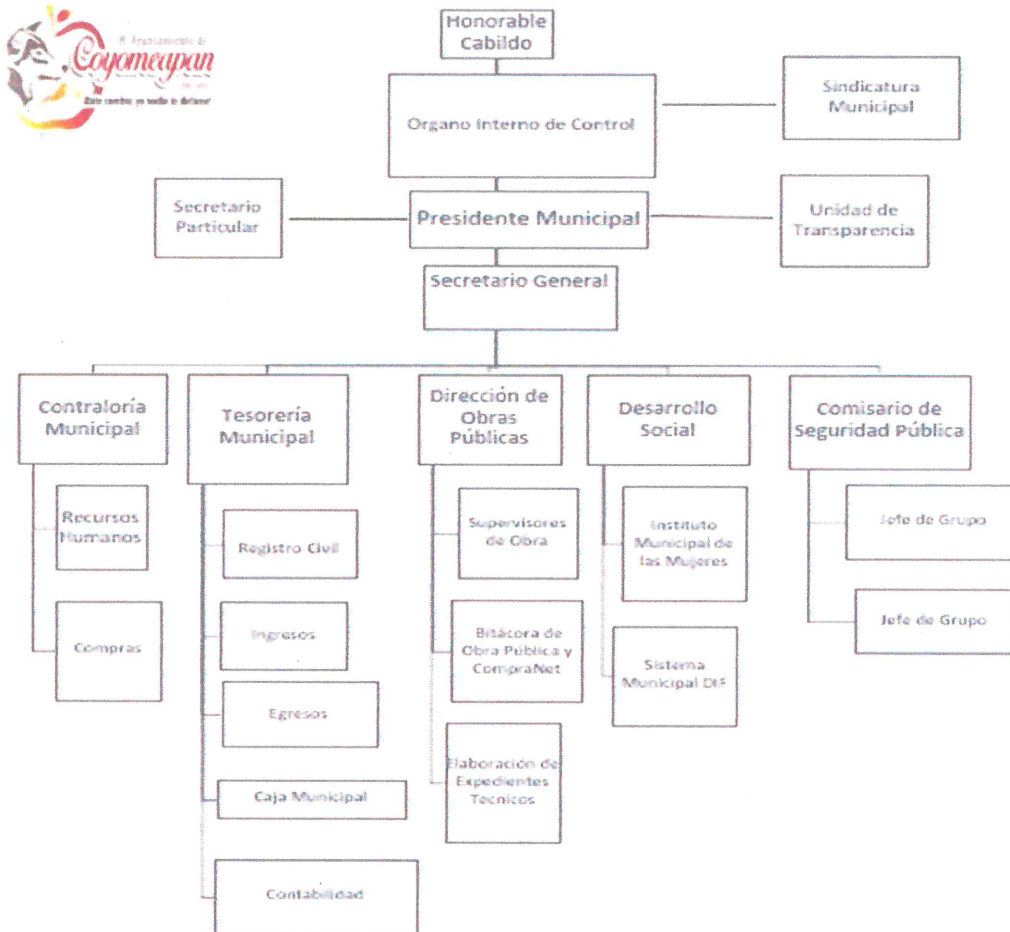 H. Ayuntamiento de
Coyomeapan
Honorable
Cabildo
Organo Interno de Control
Sindicatura
Municipal
Secretario
Particular
Presidente Municipal
Unidad de
Transparencia
Secretario General
Contraloría
Municipal
Tesorería
Municipal
Dirección de
Obras
Públicas
Desarrollo
Social
Comisario de
Seguridad Pública
Recursos
Humanos
Compras
Registro Civil
Ingresos
Egresos
Caja Municipal
Contabilidad
Supervisores
de Obra
Bitácora de
Obra Pública y
CompraNet
Elaboración de
Expedientes
Tecnicos
Instituto
Municipal de
las Mujeres
Sistema
Municipal DIF
Jefe de Grupo
Jefe de Grupo